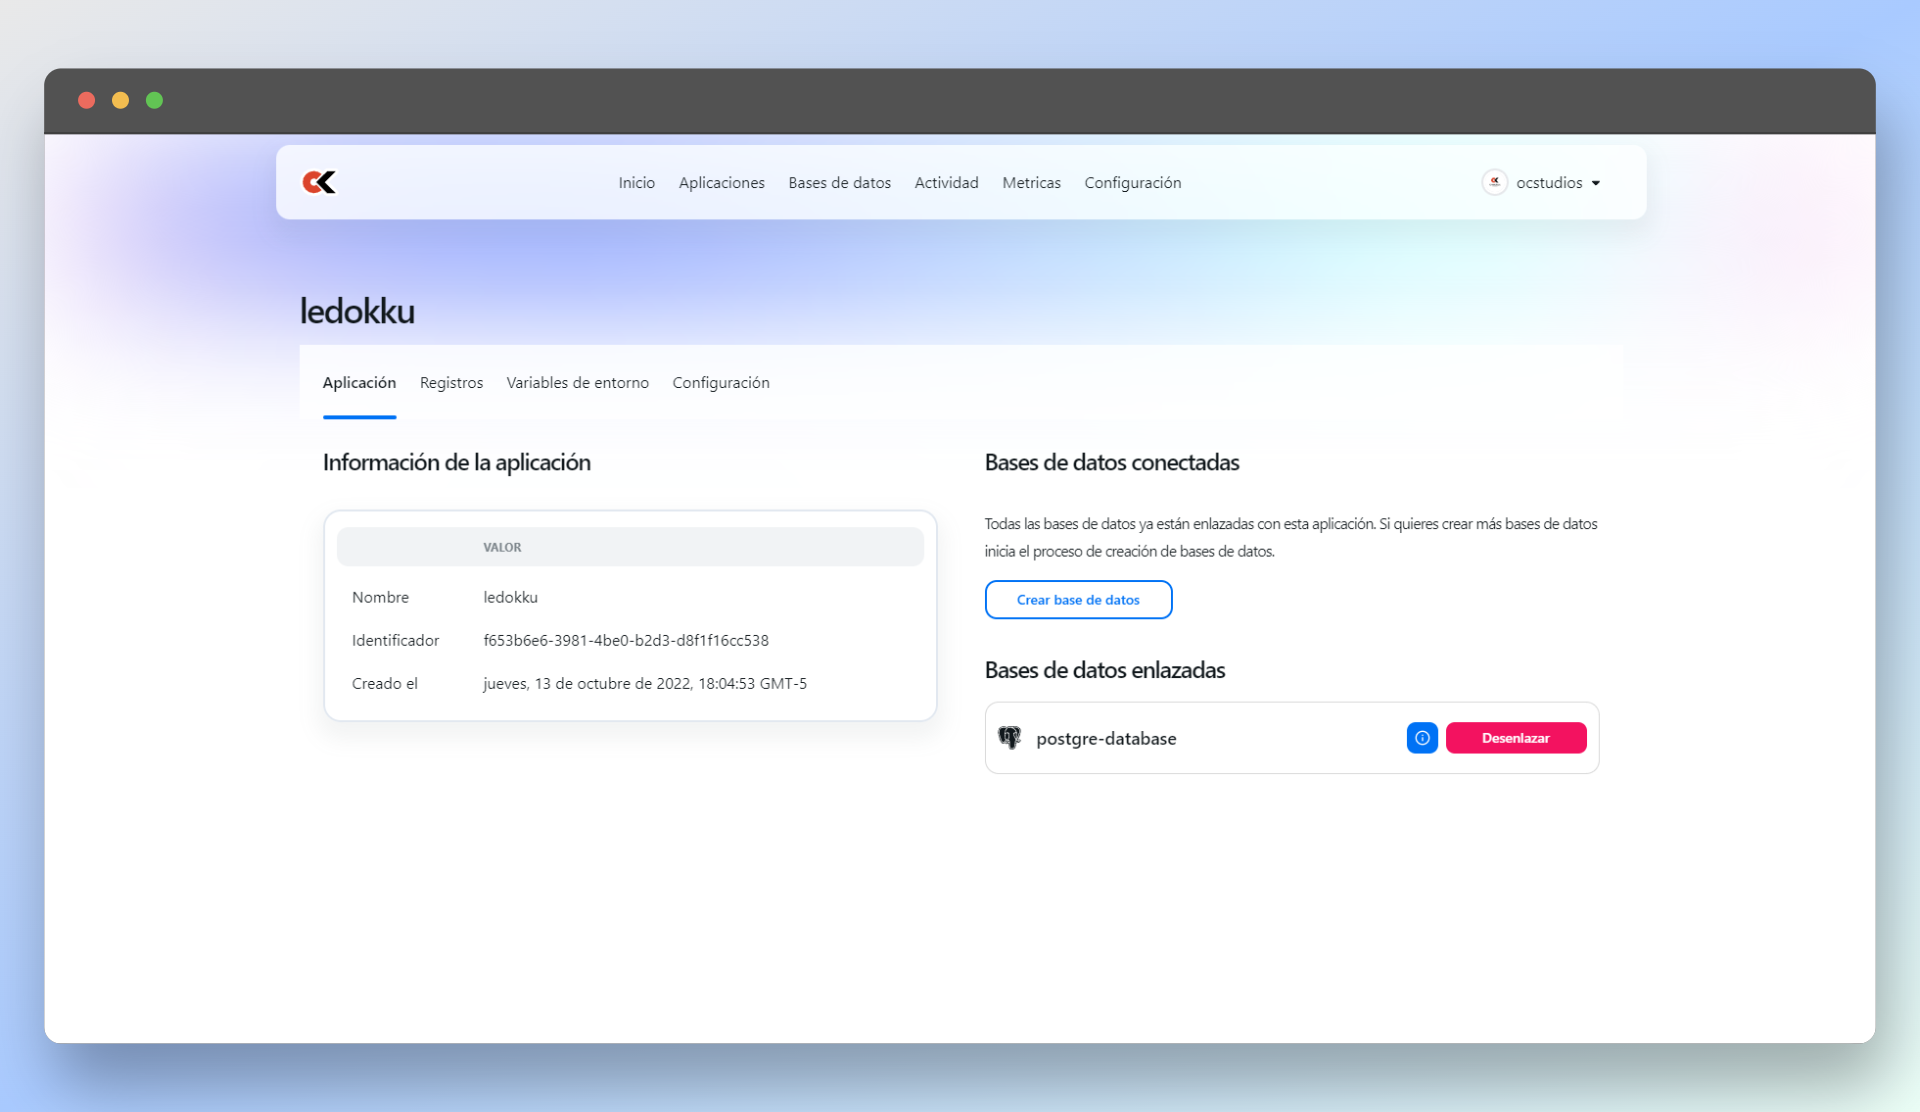 Inicio Aplicaciones Bases de datos Actividad Metricas Configuración ocstudios
ledokku
Aplicación Registros Variables de entorno Configuración
Información de la aplicación
VALOR
Nombre ledokku
Identificador f653b6e6-3981-4be0-b2d3-d8f1f16cc538
Creado el jueves, 13 de octubre de 2022, 18:04:53 GMT-5
Bases de datos conectadas
Todas las bases de datos ya están enlazadas con esta aplicación. Si quieres crear más bases de datos
inicia el proceso de creación de bases de datos.
Crear base de datos
Bases de datos enlazadas
postgre-database Desenlazar